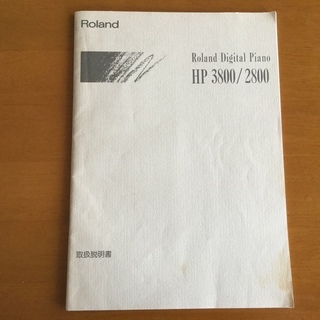 Roland
Roland Digital Piano
HP 3800/2800
取扱説明書